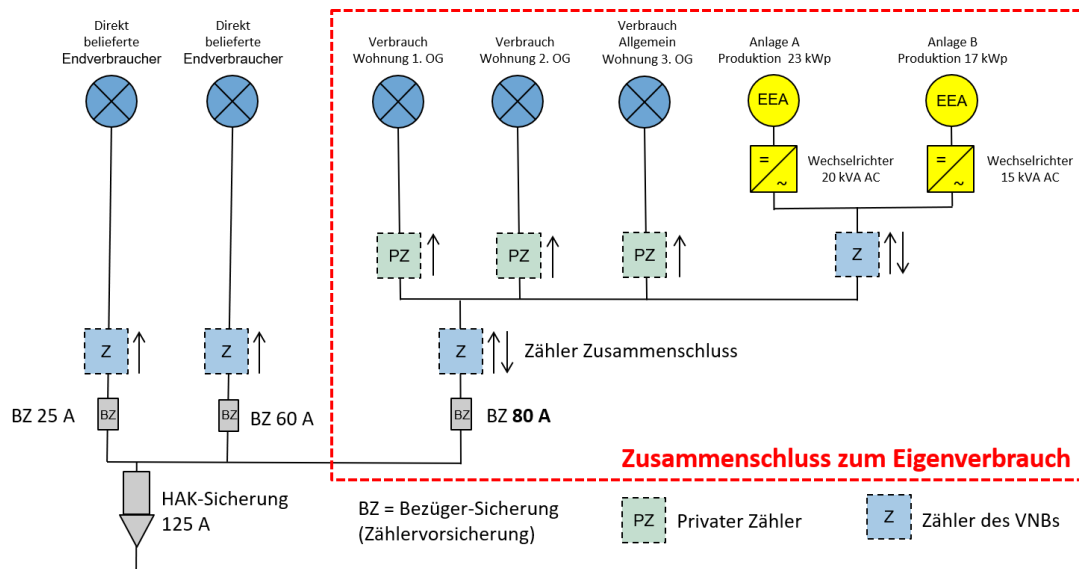 Direkt
belieferte
Endverbraucher
Direkt
belieferte
Endverbraucher
Verbrauch
Wohnung 1. OG
Verbrauch
Wohnung 2. OG
Verbrauch
Allgemein
Wohnung 3. OG
Anlage A
Produktion 23 kWp
Anlage B
Produktion 17 kWp
EEA
EEA
=
~
Wechselrichter
20 kVA AC
=
~
Wechselrichter
15 kVA AC
PZ
PZ
PZ
Z
Z
Z
Z
Zähler Zusammenschluss
BZ 25 A
BZ
BZ
BZ 60 A
BZ
BZ 80 A
Zusammenschluss zum Eigenverbrauch
HAK-Sicherung
125 A
BZ = Bezüger-Sicherung
(Zählervorsicherung)
PZ
Privater Zähler
Z
Zähler des VNBs